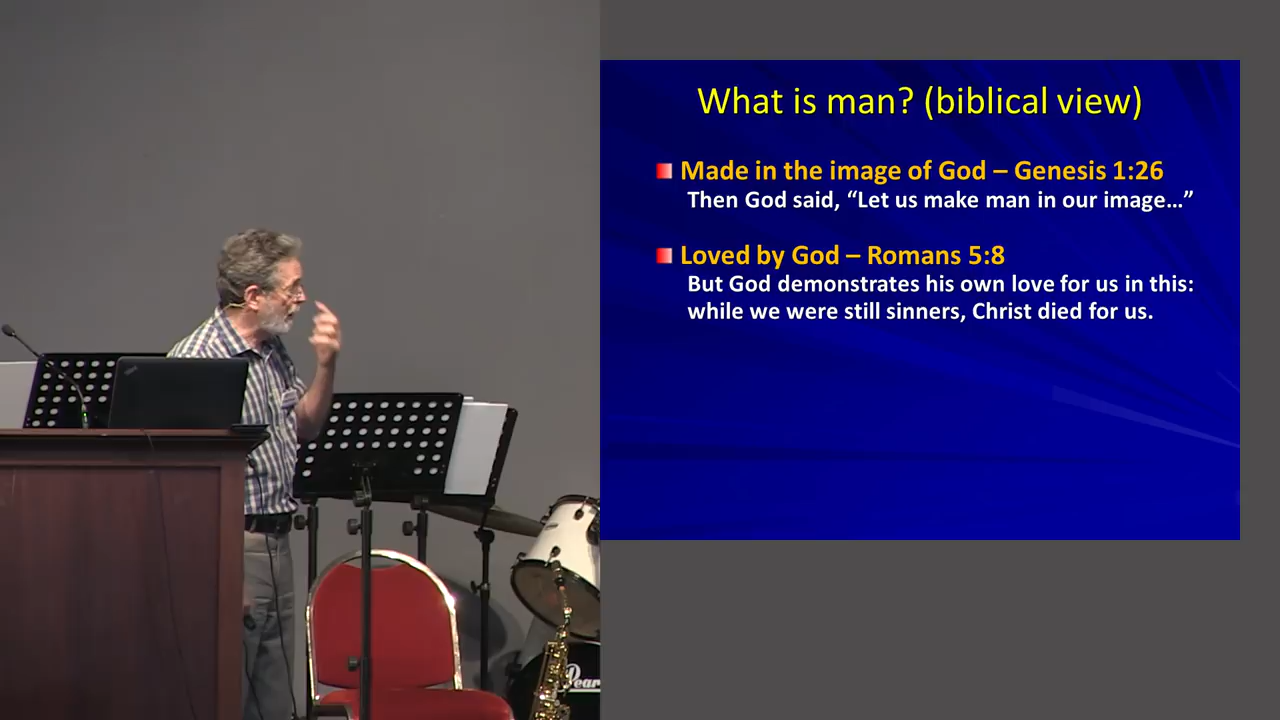 What is man? (biblical view)
Made in the image of God – Genesis 1:26
Then God said, “Let us make man in our image…”
Loved by God – Romans 5:8
But God demonstrates his own love for us in this:
while we were still sinners, Christ died for us.
Pear